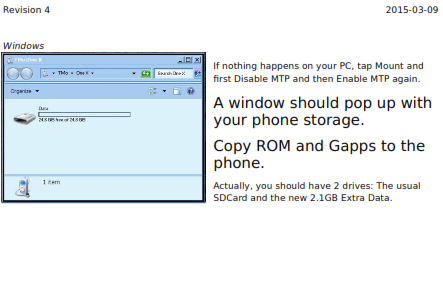 Revision 4 2015-03-09
Windows
TMo One X
TMo. One X Search One X
Organize
Data
24.8 GB free of 24.8 GB
1 item
If nothing happens on your PC, tap Mount and
first Disable MTP and then Enable MTP again.
A window should pop up with
your phone storage.
Copy ROM and Gapps to the
phone.
Actually, you should have 2 drives: The usual
SDCard and the new 2.1GB Extra Data.